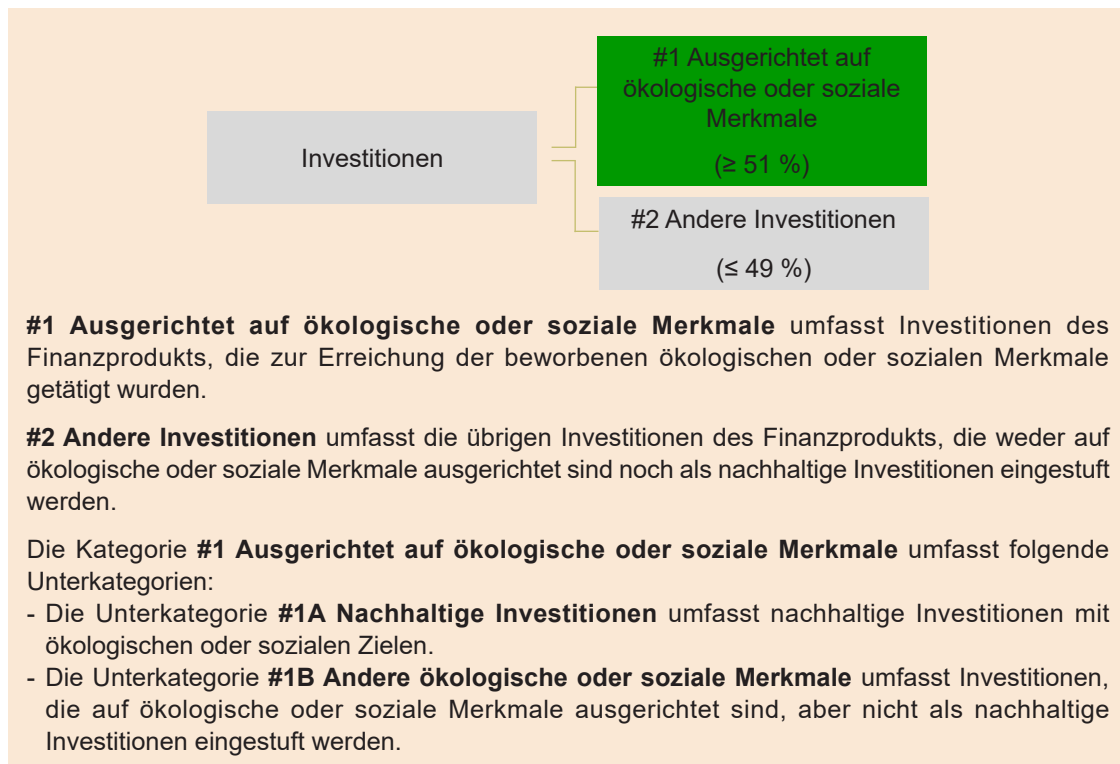 #1 Ausgerichtet auf
ökologische oder soziale
Merkmale
(≥ 51 %)
Investitionen
#2 Andere Investitionen
(≤ 49 %)
#1 Ausgerichtet auf ökologische oder soziale Merkmale umfasst Investitionen des
Finanzprodukts, die zur Erreichung der beworbenen ökologischen oder sozialen Merkmale
getätigt wurden.
#2 Andere Investitionen umfasst die übrigen Investitionen des Finanzprodukts, die weder auf
ökologische oder soziale Merkmale ausgerichtet sind noch als nachhaltige Investitionen eingestuft
werden.
Die Kategorie #1 Ausgerichtet auf ökologische oder soziale Merkmale umfasst folgende
Unterkategorien:
- Die Unterkategorie #1A Nachhaltige Investitionen umfasst nachhaltige Investitionen mit
ökologischen oder sozialen Zielen.
- Die Unterkategorie #1B Andere ökologische oder soziale Merkmale umfasst Investitionen,
die auf ökologische oder soziale Merkmale ausgerichtet sind, aber nicht als nachhaltige
Investitionen eingestuft werden.